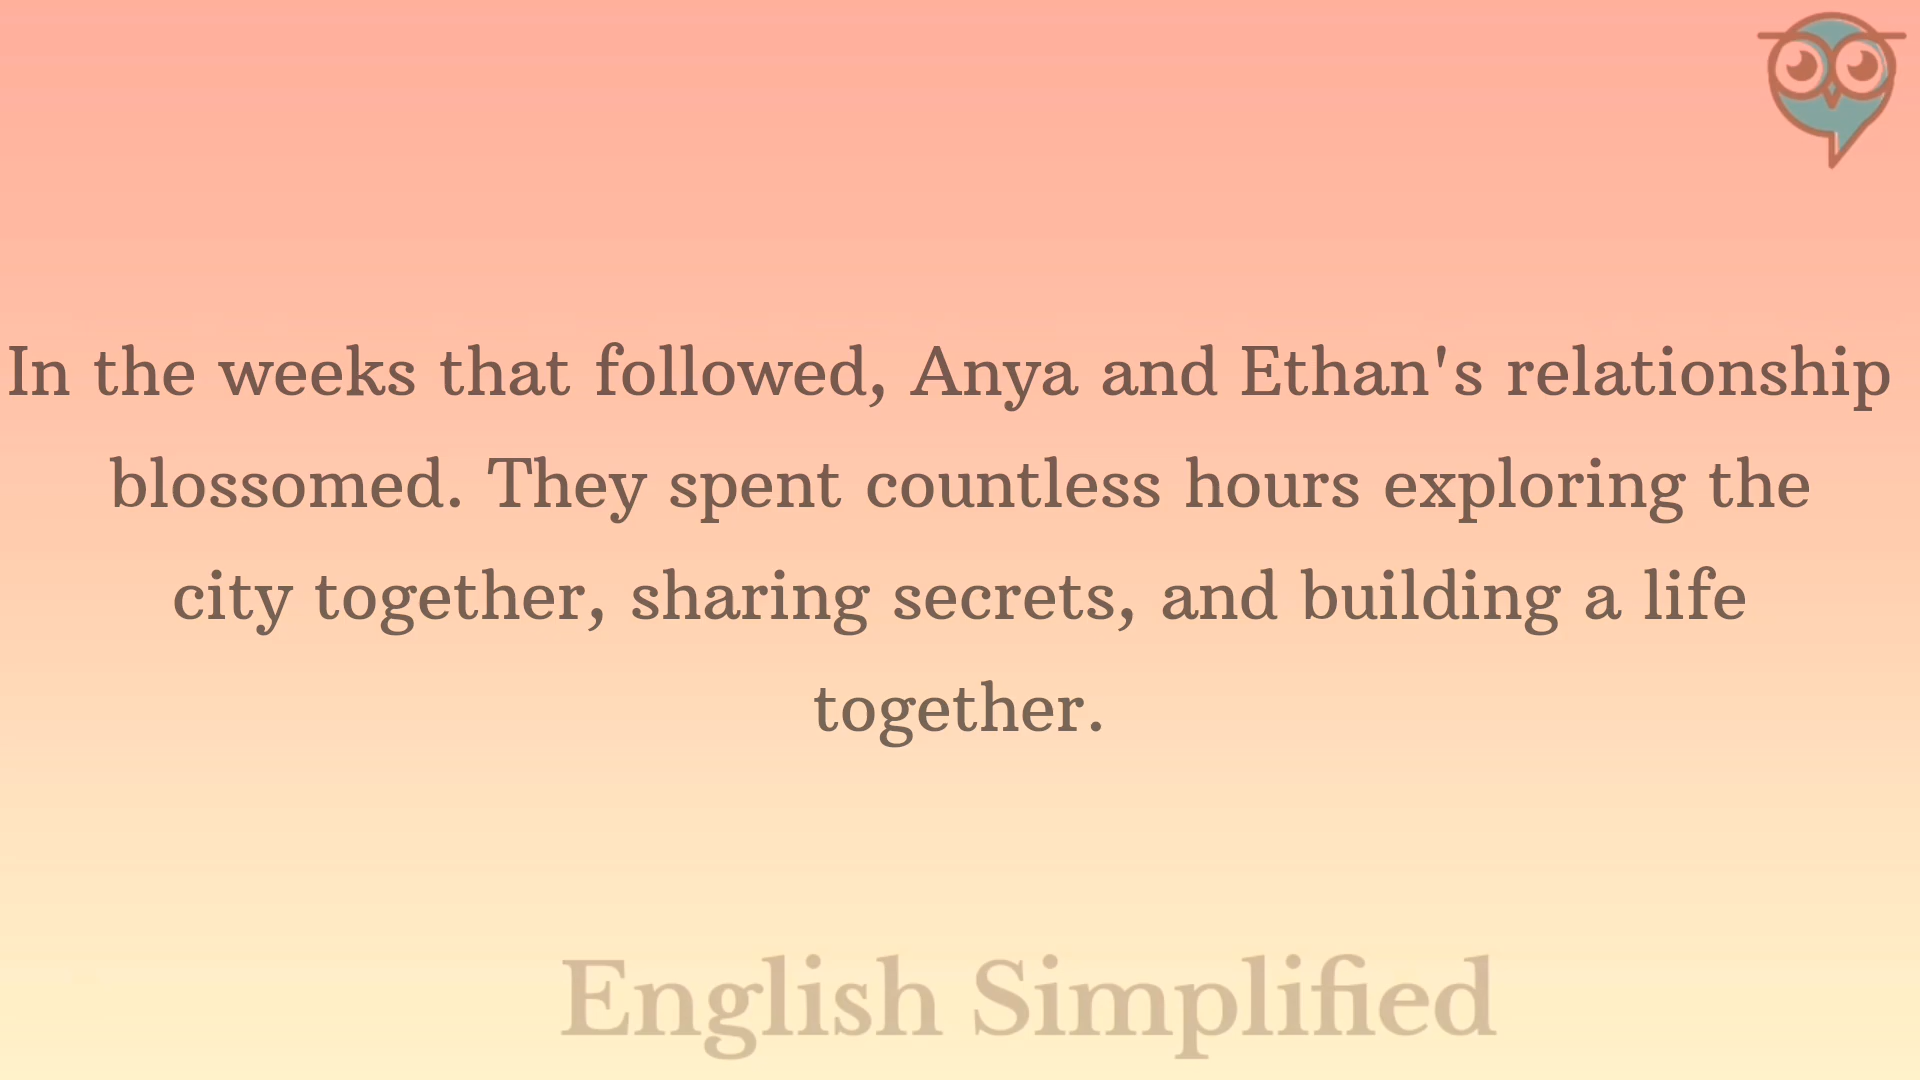 In the weeks that followed, Anya and Ethan's relationship
blossomed. They spent countless hours exploring the
city together, sharing secrets, and building a life
together.
English Simplified